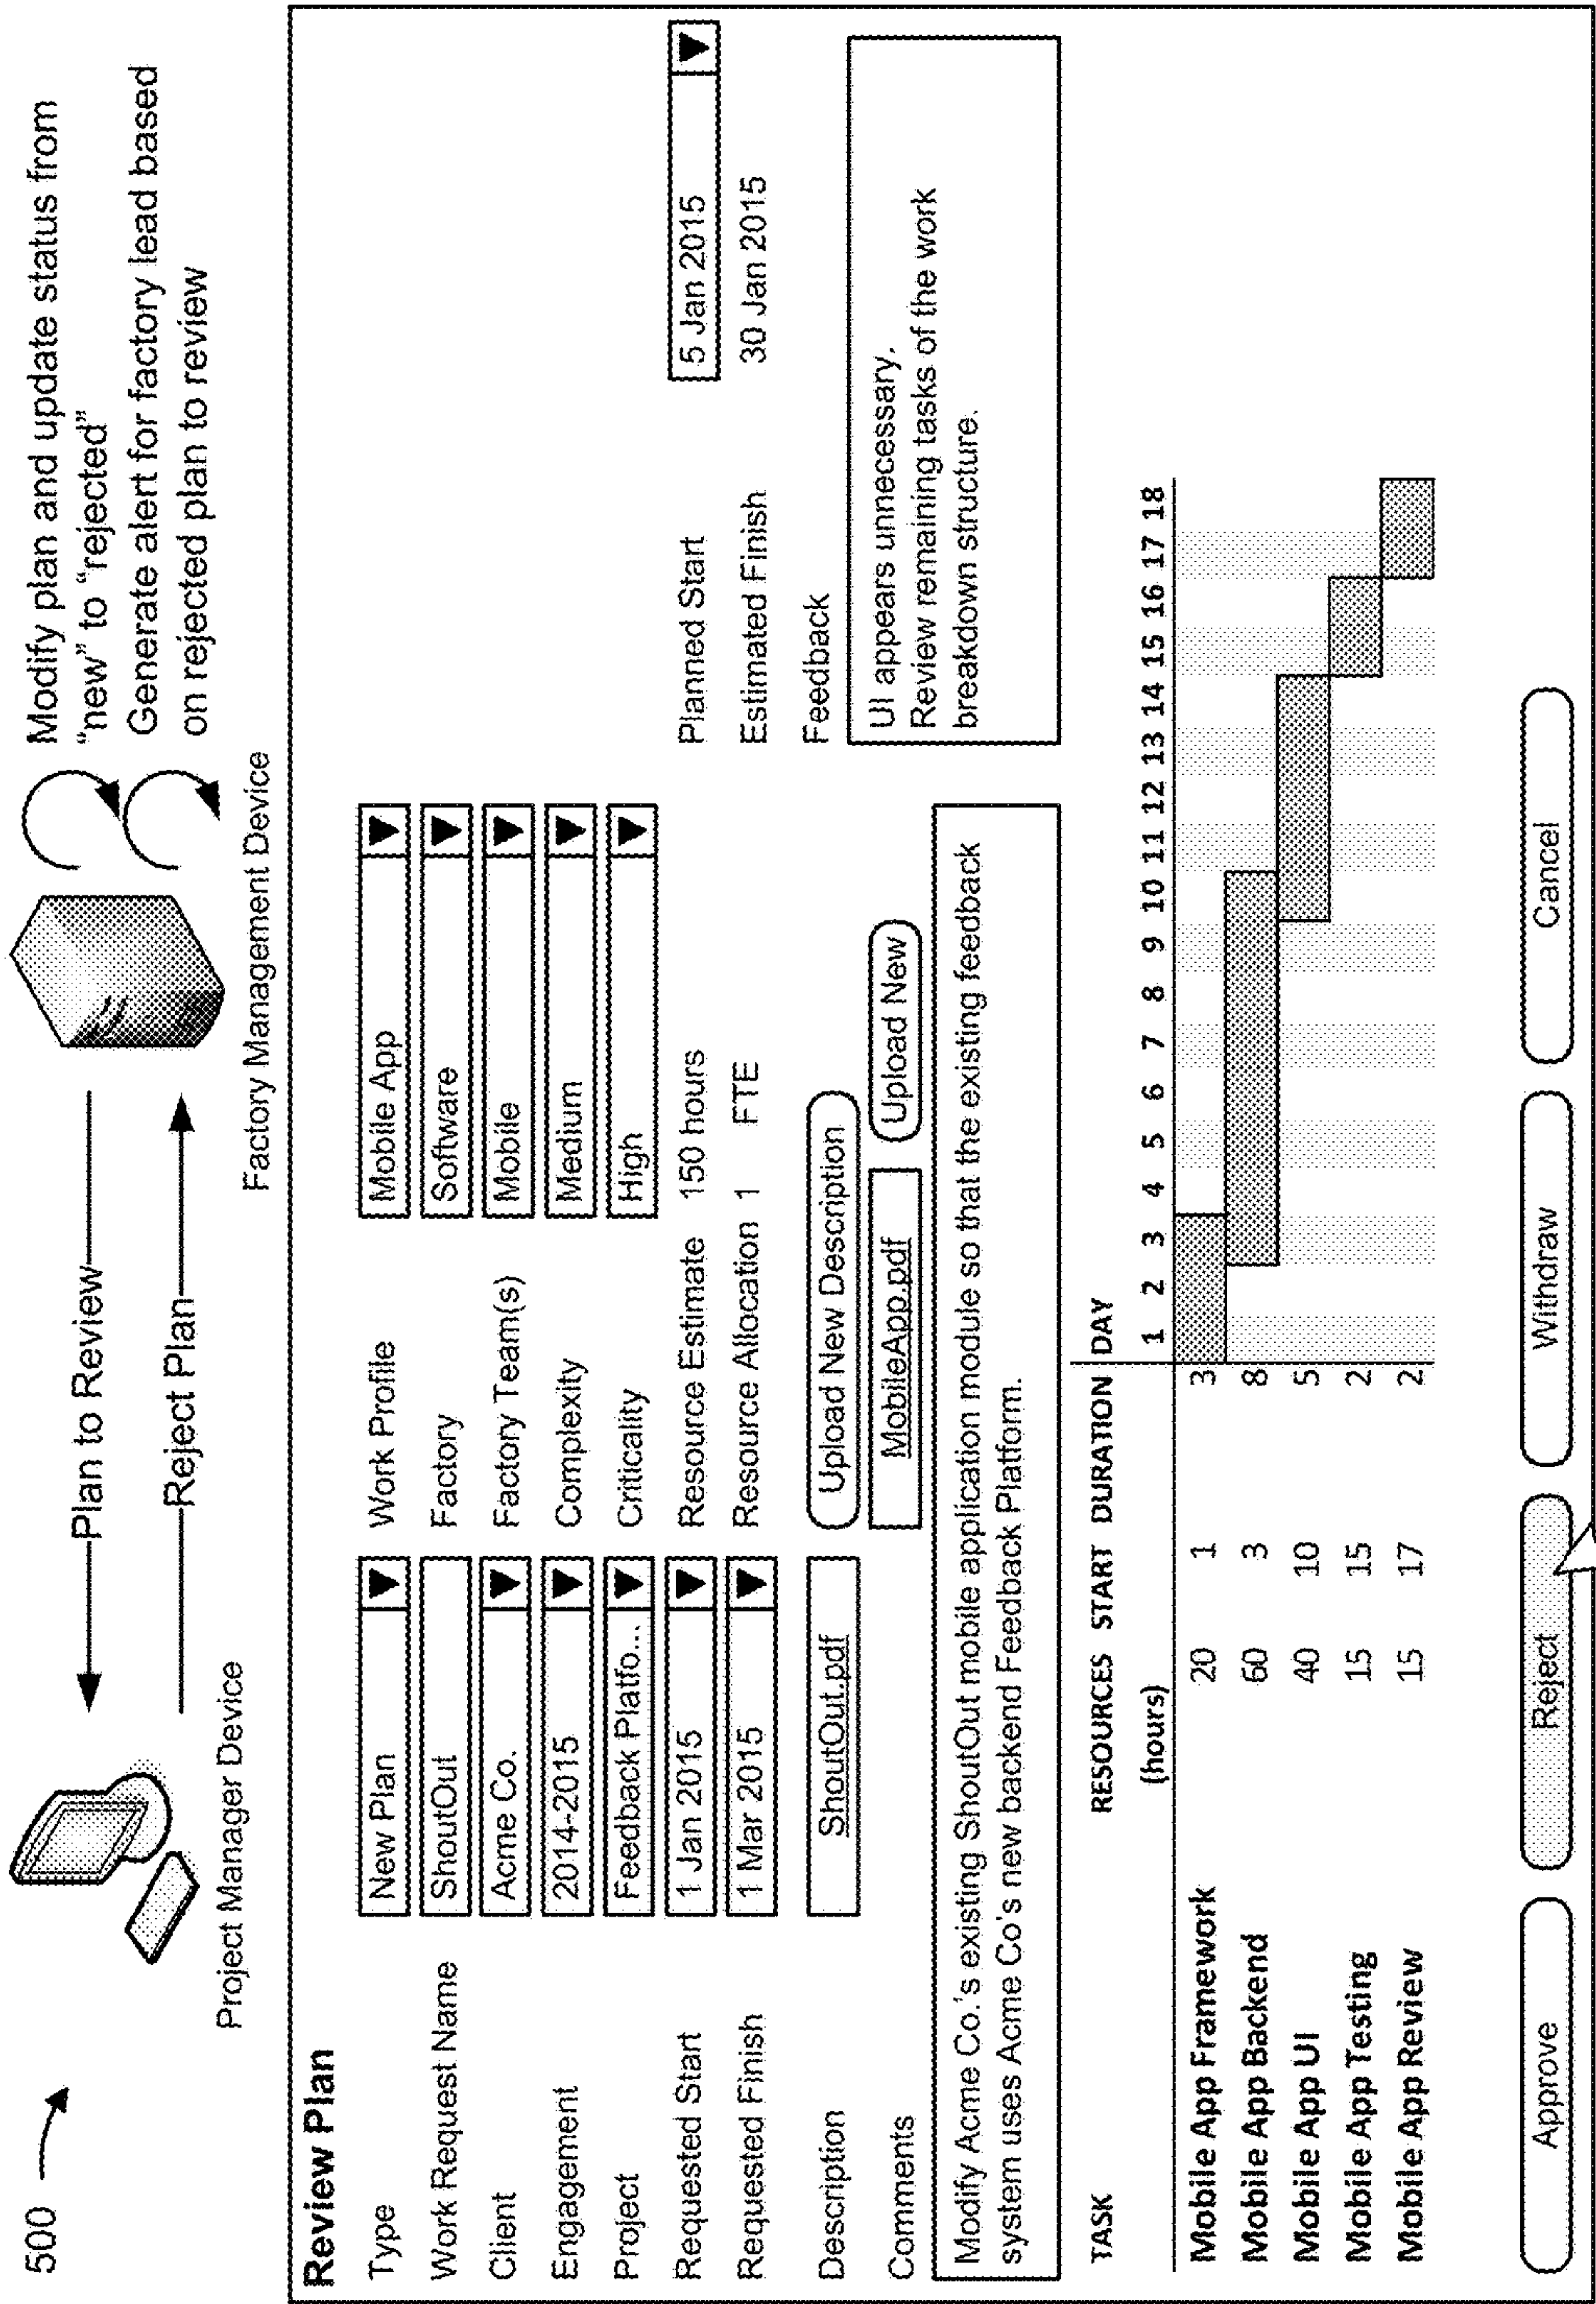 500
Project Manager Device
Plan to Review
Reject Plan
Factory Management Device
Modify plan and update status from
"new" to "rejected"
Generate alert for factory lead based
on rejected plan to review
Review Plan
Type New Plan
Work Request Name ShoutOut
Client Acme Co.
Engagement 2014-2015
Project Feedback Platfo...
Requested Start 1 Jan 2015
Requested Finish 1 Mar 2015
Description ShoutOut.pdf
Work Profile Mobile App
Factory Software
Factory Team(s) Mobile
Complexity Medium
Criticality High
Resource Estimate 150 hours
Resource Allocation 1 FTE
Upload New Description
MobileApp.pdf Upload New
Planned Start 5 Jan 2015
Estimated Finish 30 Jan 2015
Feedback
UI appears unnecessary.
Review remaining tasks of the work
breakdown structure.
Comments
Modify Acme Co.'s existing ShoutOut mobile application module so that the existing feedback
system uses Acme Co's new backend Feedback Platform.
TASK RESOURCES START DURATION DAY
(hours) 1 2 3 4 5 6 7 8 9 10 11 12 13 14 15 16 17 18
Mobile App Framework 20 1 3
Mobile App Backend 60 3 8
Mobile App UI 40 10 5
Mobile App Testing 15 15 2
Mobile App Review 15 17 2
Approve Reject Withdraw Cancel